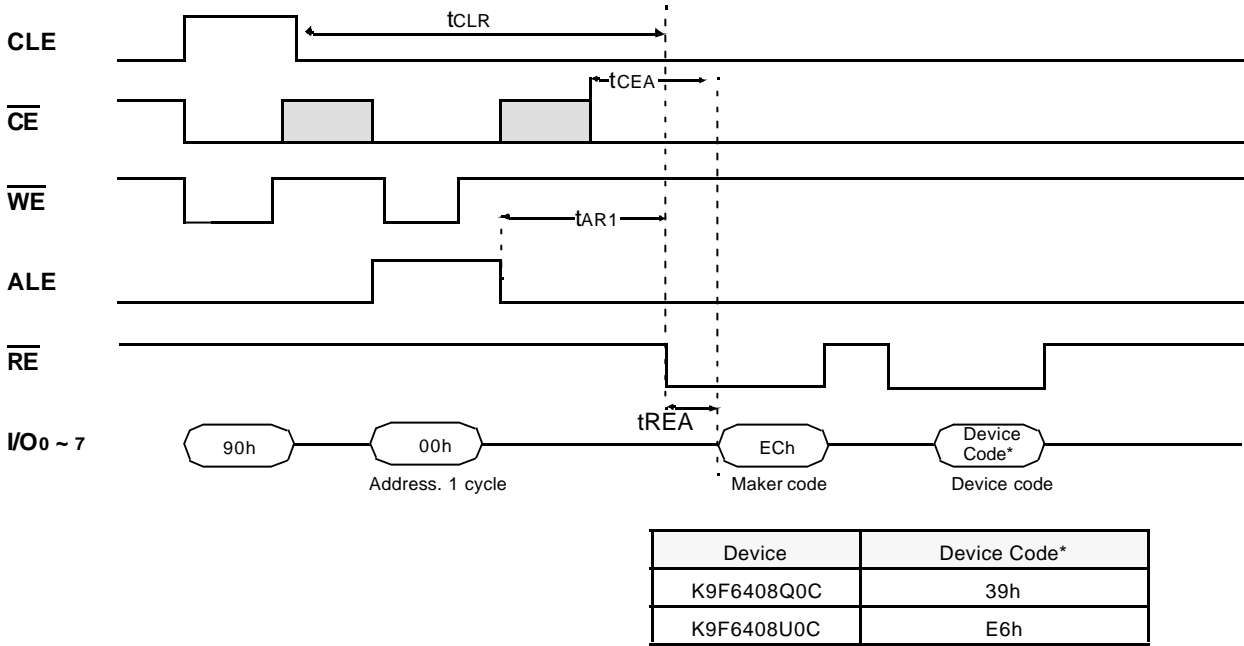 tCLR
CLE
tCEA
CE
WE
tAR1
ALE
RE
tREA
I/O0 ~ 7
90h
00h
ECh
Device
Code*
Address. 1 cycle
Maker code
Device code
Device Device Code*
K9F6408Q0C 39h
K9F6408U0C E6h